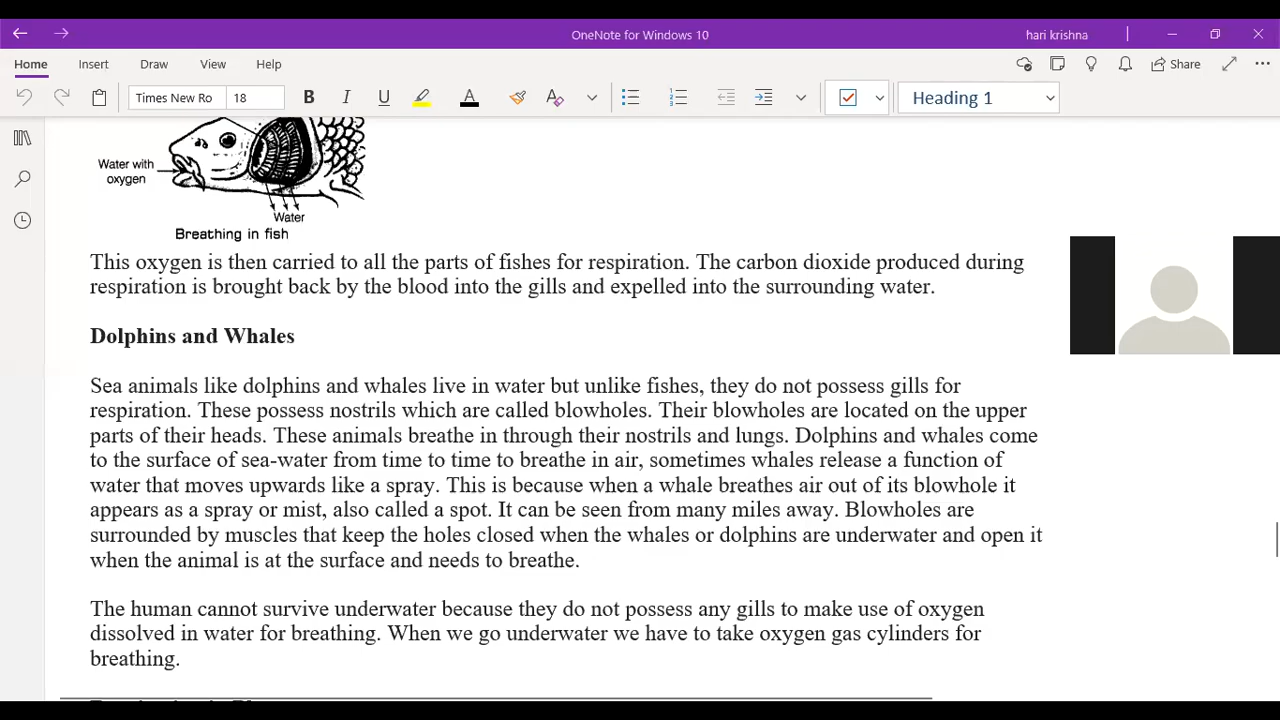 OneNote for Windows 10
hari krishna
Home Insert Draw View Help
Share
Times New Ro 18 B I U A Heading 1
Water with
oxygen
Water
Breathing in fish
This oxygen is then carried to all the parts of fishes for respiration. The carbon dioxide produced during
respiration is brought back by the blood into the gills and expelled into the surrounding water.
Dolphins and Whales
Sea animals like dolphins and whales live in water but unlike fishes, they do not possess gills for
respiration. These possess nostrils which are called blowholes. Their blowholes are located on the upper
parts of their heads. These animals breathe in through their nostrils and lungs. Dolphins and whales come
to the surface of sea-water from time to time to breathe in air, sometimes whales release a function of
water that moves upwards like a spray. This is because when a whale breathes air out of its blowhole it
appears as a spray or mist, also called a spot. It can be seen from many miles away. Blowholes are
surrounded by muscles that keep the holes closed when the whales or dolphins are underwater and open it
when the animal is at the surface and needs to breathe.
The human cannot survive underwater because they do not possess any gills to make use of oxygen
dissolved in water for breathing. When we go underwater we have to take oxygen gas cylinders for
breathing.